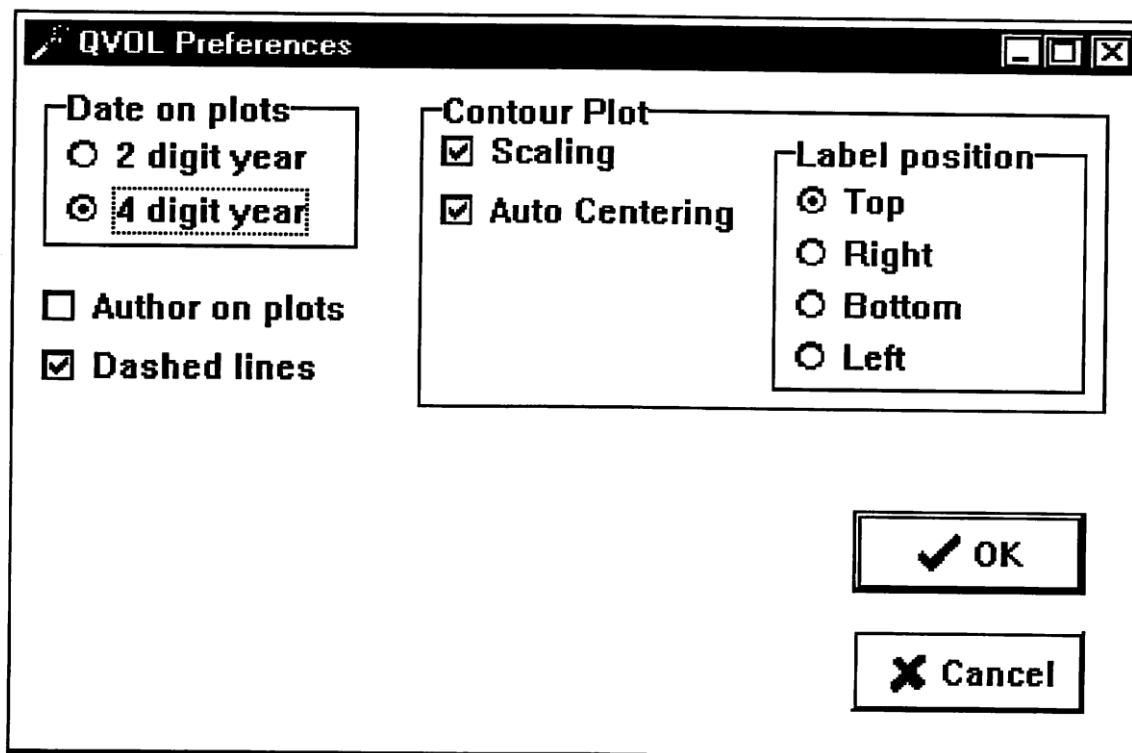 QVOL Preferences
Date on plots
2 digit year
4 digit year
Author on plots
Dashed lines
Contour Plot
Scaling
Auto Centering
Label position
Top
Right
Bottom
Left
OK
Cancel